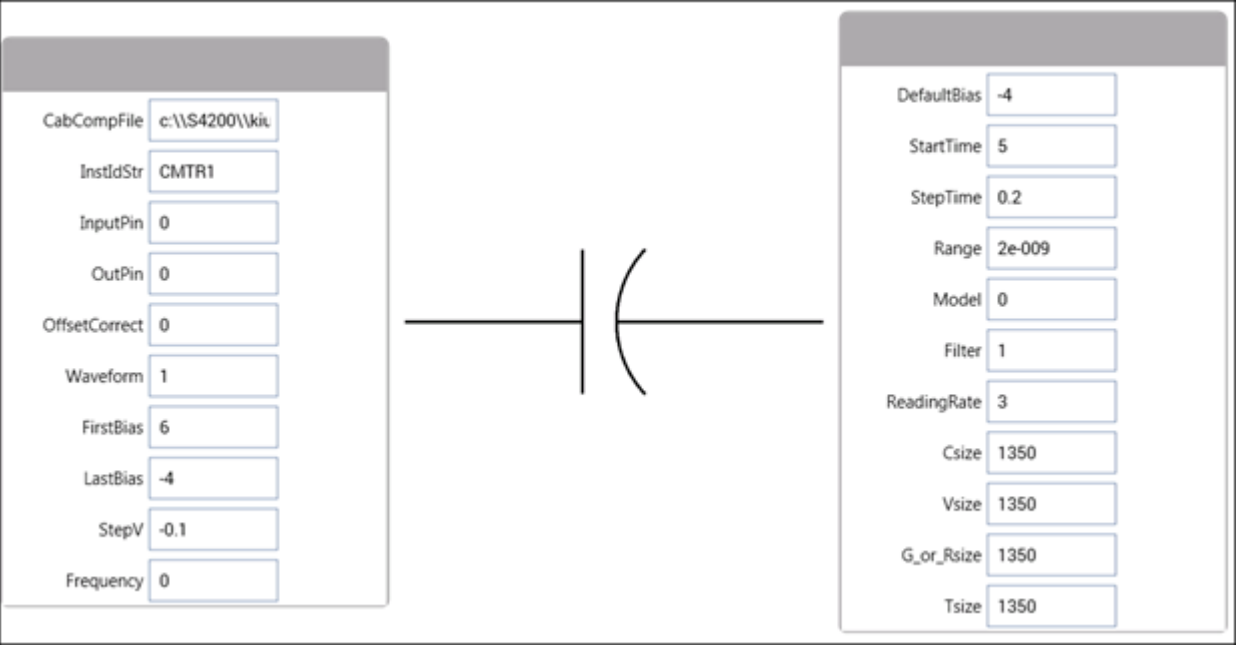 CabCompFile c:\\S4200\\kiu
InstIdStr CMTR1
InputPin 0
OutPin 0
OffsetCorrect 0
Waveform 1
FirstBias 6
LastBias -4
StepV -0.1
Frequency 0
DefaultBias -4
StartTime 5
StepTime 0.2
Range 2e-009
Model 0
Filter 1
ReadingRate 3
Csize 1350
Vsize 1350
G_or_Rsize 1350
Tsize 1350